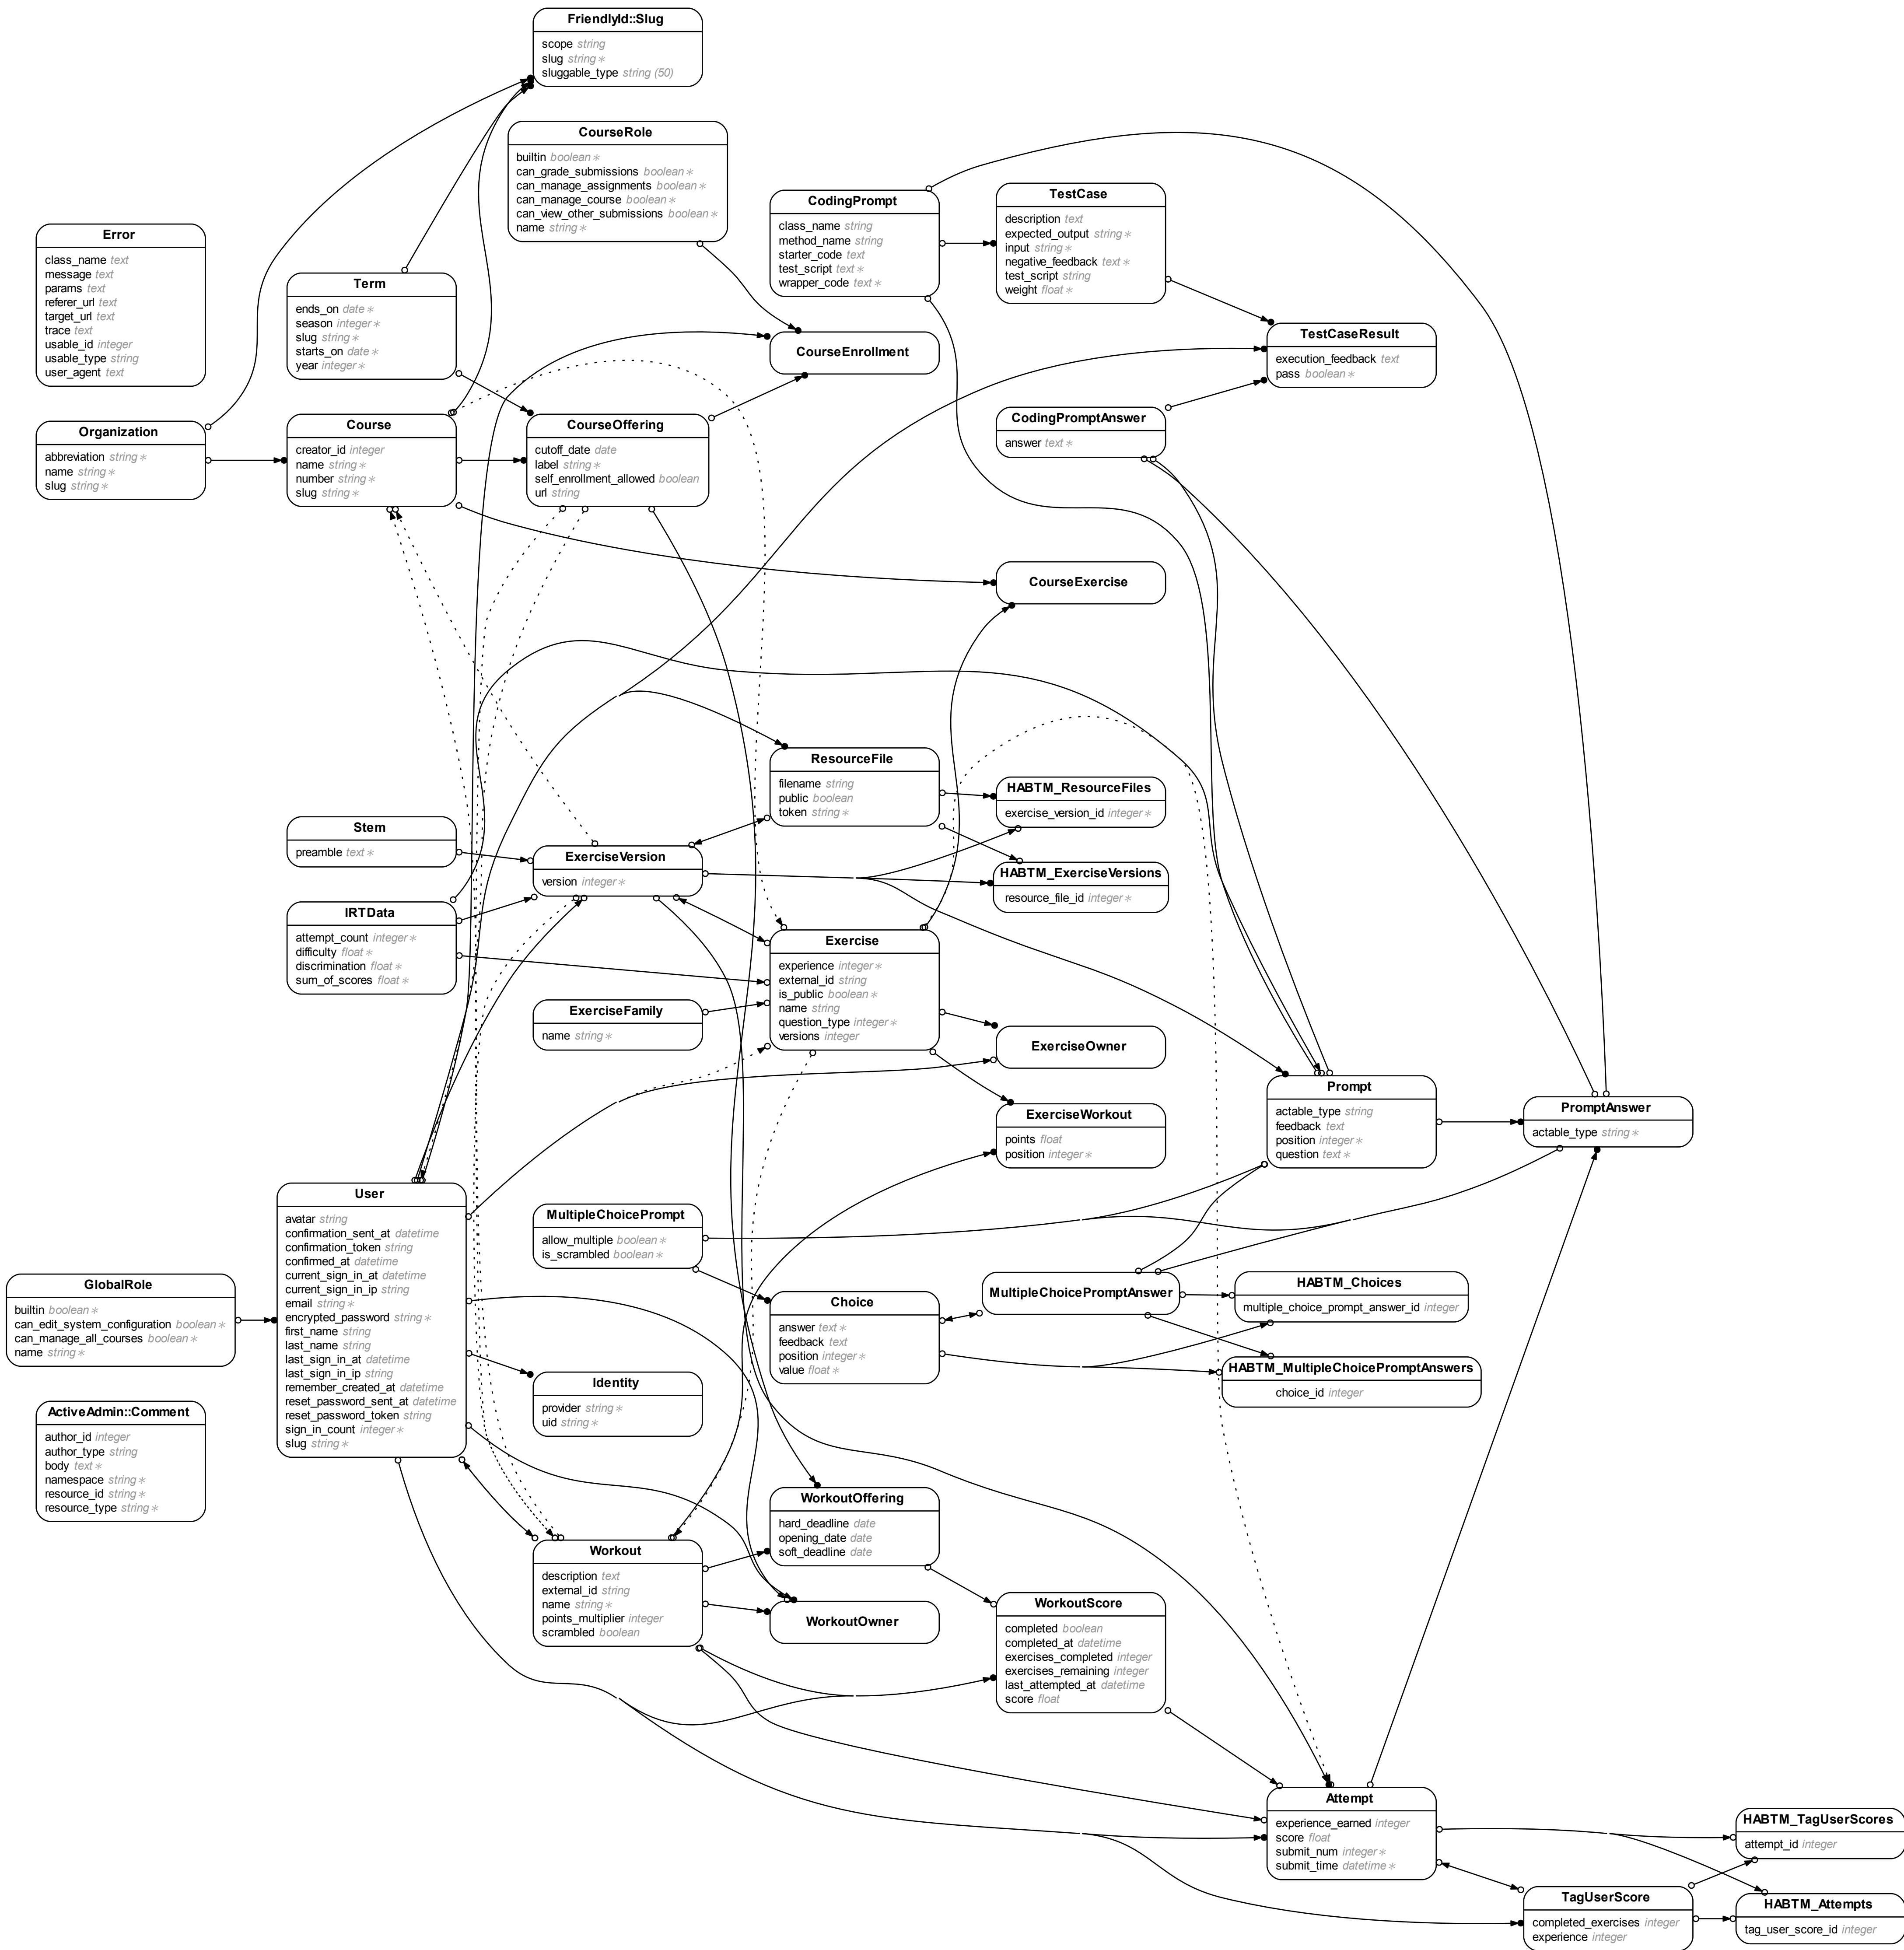 FriendlyId::Slug
scope string
slug string ∗
sluggable_type string (50)
CourseRole
builtin boolean ∗
can_grade_submissions boolean ∗
can_manage_assignments boolean ∗
can_manage_course boolean ∗
can_view_other_submissions boolean ∗
name string ∗
CodingPrompt
class_name string
method_name string
starter_code text
test_script text ∗
wrapper_code text ∗
TestCase
description text
expected_output string ∗
input string ∗
negative_feedback text ∗
test_script string
weight float ∗
Error
class_name text
message text
params text
referer_url text
target_url text
trace text
usable_id integer
usable_type string
user_agent text
Term
ends_on date ∗
season integer ∗
slug string ∗
starts_on date ∗
year integer ∗
CourseEnrollment
TestCaseResult
execution_feedback text
pass boolean ∗
Organization
abbreviation string ∗
name string ∗
slug string ∗
Course
creator_id integer
name string ∗
number string ∗
slug string ∗
CourseOffering
cutoff_date date
label string ∗
self_enrollment_allowed boolean
url string
CodingPromptAnswer
answer text ∗
CourseExercise
ResourceFile
filename string
public boolean
token string ∗
HABTM_ResourceFiles
exercise_version_id integer ∗
Stem
preamble text ∗
ExerciseVersion
version integer ∗
HABTM_ExerciseVersions
resource_file_id integer ∗
IRTData
attempt_count integer ∗
difficulty float ∗
discrimination float ∗
sum_of_scores float ∗
Exercise
experience integer ∗
external_id string
is_public boolean ∗
name string
question_type integer ∗
versions integer
ExerciseFamily
name string ∗
ExerciseOwner
ExerciseWorkout
points float
position integer ∗
Prompt
actable_type string
feedback text
position integer ∗
question text ∗
PromptAnswer
actable_type string ∗
User
avatar string
confirmation_sent_at datetime
confirmation_token string
confirmed_at datetime
current_sign_in_at datetime
current_sign_in_ip string
email string ∗
encrypted_password string ∗
first_name string
last_name string
last_sign_in_at datetime
last_sign_in_ip string
remember_created_at datetime
reset_password_sent_at datetime
reset_password_token string
sign_in_count integer ∗
slug string ∗
MultipleChoicePrompt
allow_multiple boolean ∗
is_scrambled boolean ∗
GlobalRole
builtin boolean ∗
can_edit_system_configuration boolean ∗
can_manage_all_courses boolean ∗
name string ∗
Choice
answer text ∗
feedback text
position integer ∗
value float ∗
MultipleChoicePromptAnswer
HABTM_Choices
multiple_choice_prompt_answer_id integer
HABTM_MultipleChoicePromptAnswers
choice_id integer
Identity
provider string ∗
uid string ∗
ActiveAdmin::Comment
author_id integer
author_type string
body text ∗
namespace string ∗
resource_id string ∗
resource_type string ∗
WorkoutOffering
hard_deadline date
opening_date date
soft_deadline date
Workout
description text
external_id string
name string ∗
points_multiplier integer
scrambled boolean
WorkoutOwner
WorkoutScore
completed boolean
completed_at datetime
exercises_completed integer
exercises_remaining integer
last_attempted_at datetime
score float
Attempt
experience_earned integer
score float
submit_num integer ∗
submit_time datetime ∗
HABTM_TagUserScores
attempt_id integer
TagUserScore
completed_exercises integer
experience integer
HABTM_Attempts
tag_user_score_id integer